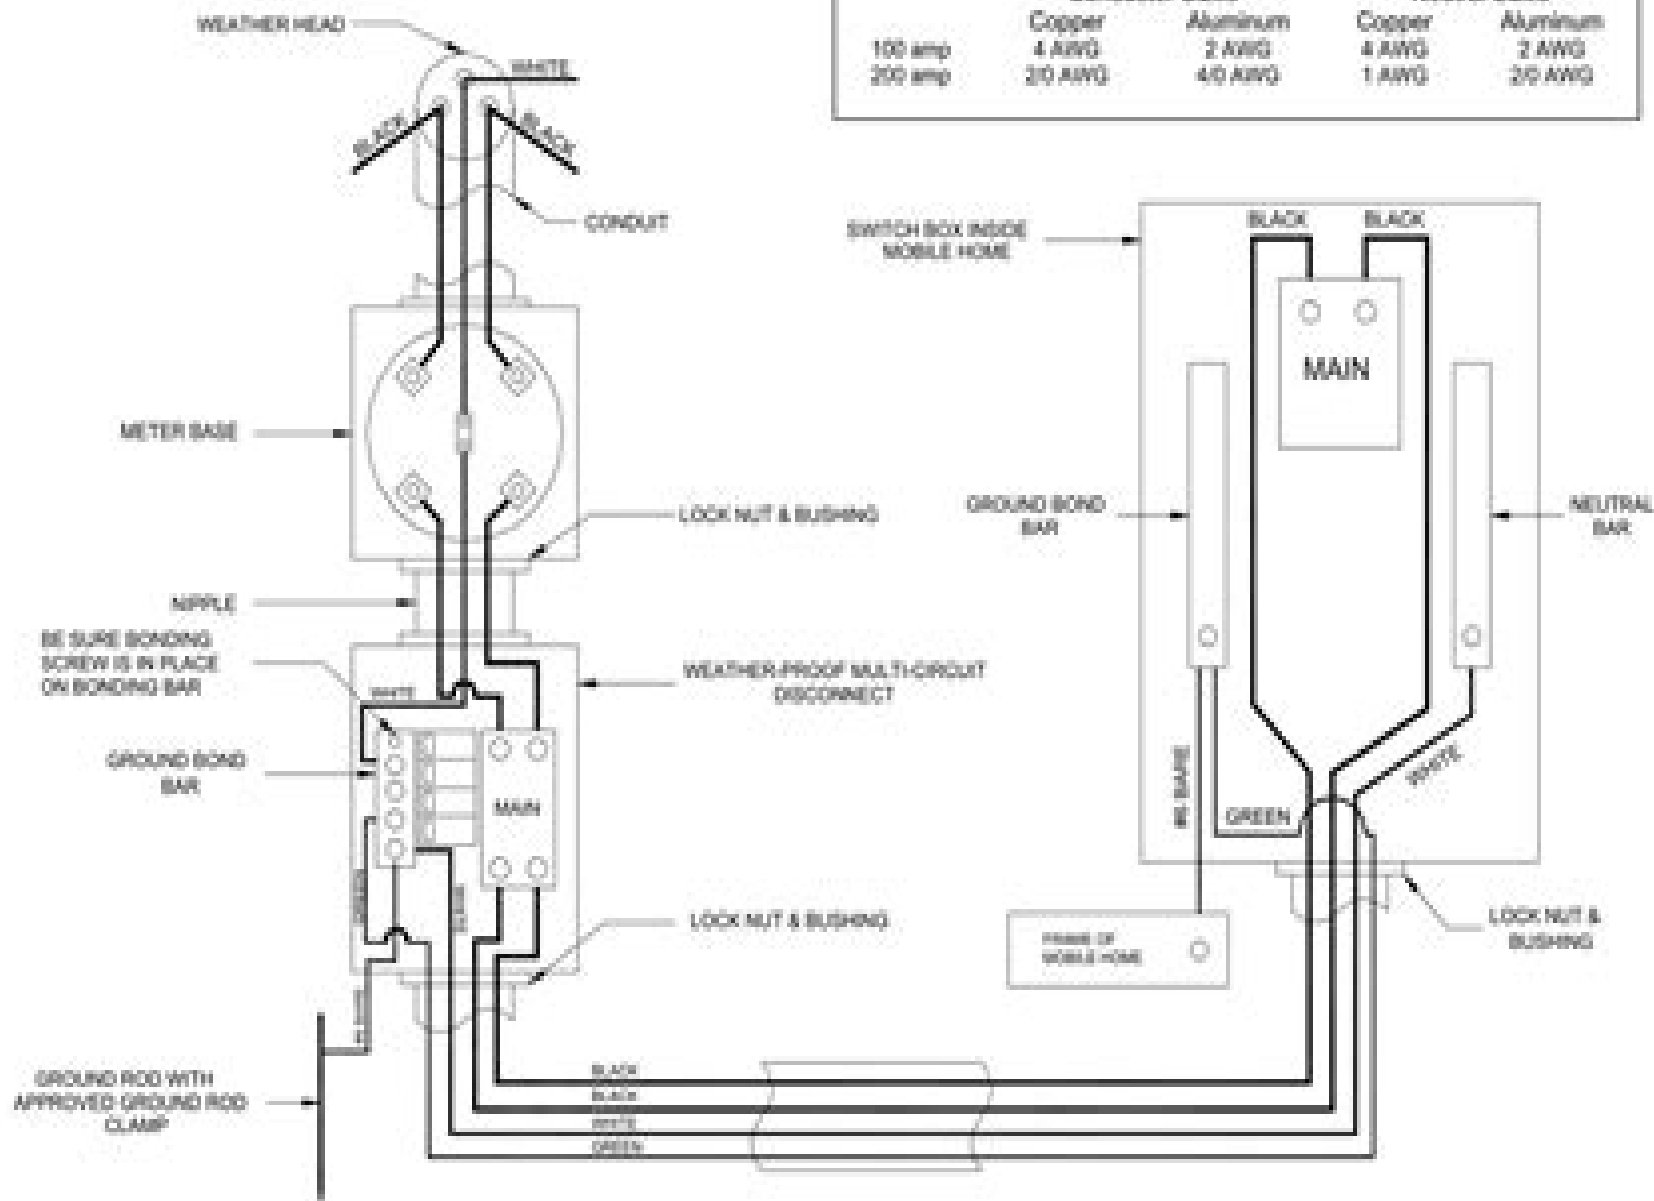 Copper Aluminum Copper Aluminum
100 amp 4 AWG 2 AWG 4 AWG 2 AWG
200 amp 2/0 AWG 4/0 AWG 1 AWG 2/0 AWG
WEATHER HEAD
WHITE
BLACK
BLACK
CONDUIT
SWITCH BOX INSIDE
MOBILE HOME
BLACK
BLACK
MAIN
METER BASE
LOCK NUT & BUSHING
GROUND BOND
BAR
NEUTRAL
BAR
NIPPLE
BE SURE BONDING
SCREW IS IN PLACE
ON BONDING BAR
WHITE
WEATHER-PROOF MULTI-CIRCUIT
DISCONNECT
GROUND BOND
BAR
MAIN
WHITE
BARE
GREEN
LOCK NUT & BUSHING
FRAME OF
MOBILE HOME
LOCK NUT &
BUSHING
GROUND ROD WITH
APPROVED GROUND ROD
CLAMP
BLACK
BLACK
WHITE
GREEN